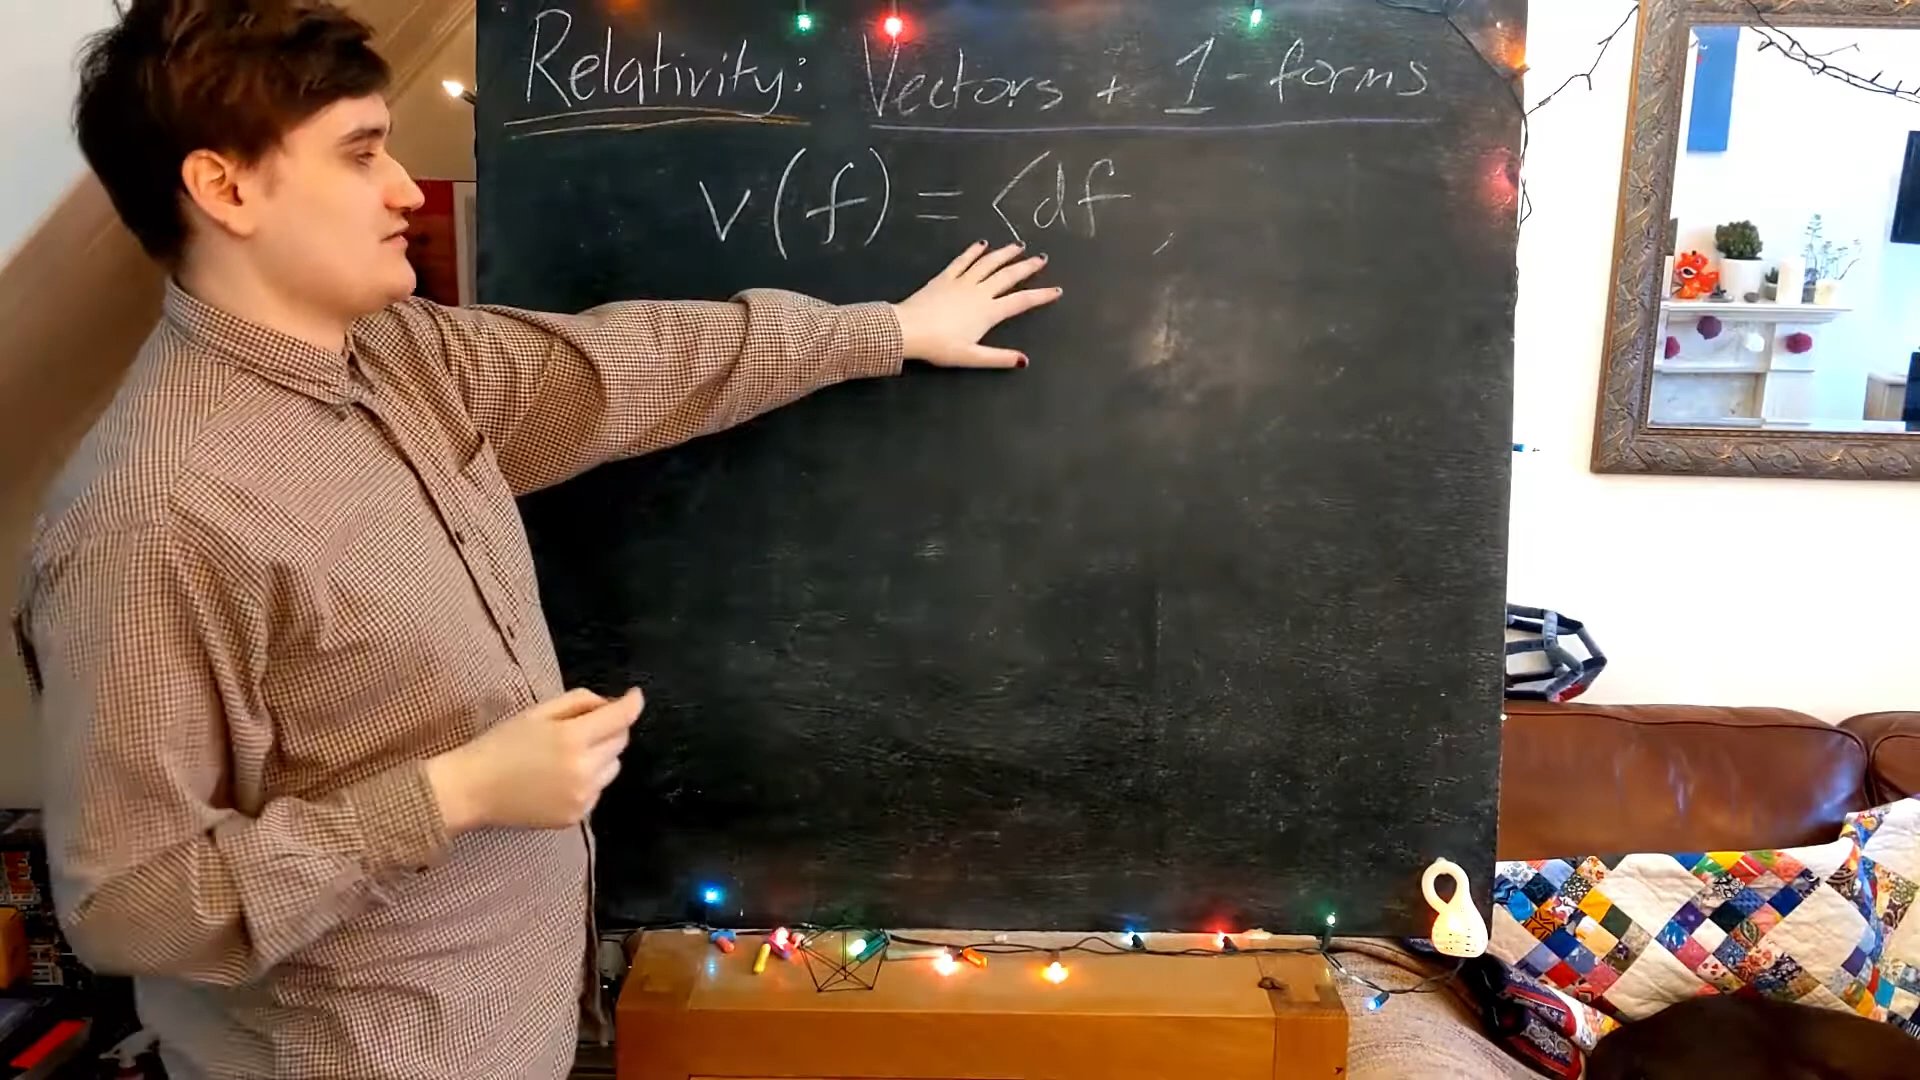 Relativity: Vectors + 1-forms
v(f) = <df ,